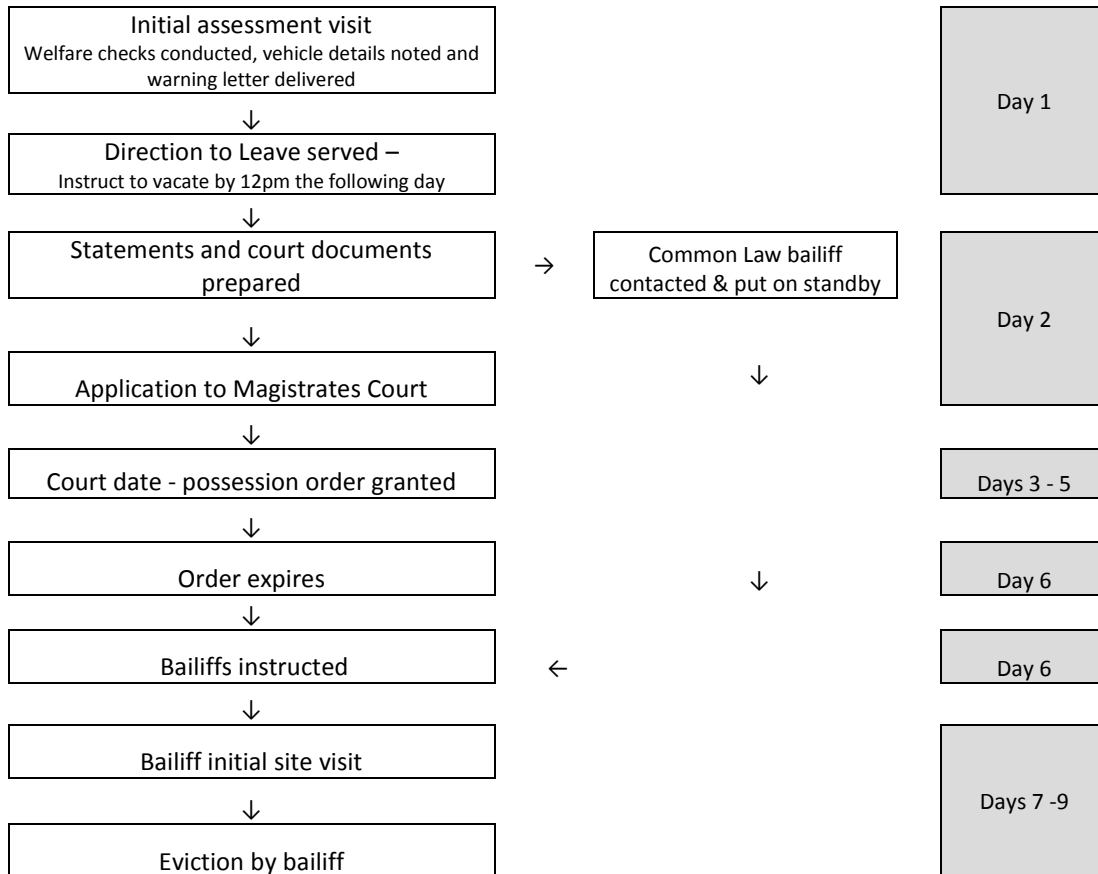 Initial assessment visit
Welfare checks conducted, vehicle details noted and
warning letter delivered
Day 1
↓
Direction to Leave served –
Instruct to vacate by 12pm the following day
↓
Statements and court documents
prepared
→
Common Law bailiff
contacted & put on standby
Day 2
↓
↓
Application to Magistrates Court
↓
Court date - possession order granted
Days 3 - 5
↓
Order expires
↓
Day 6
↓
Bailiffs instructed
←
Day 6
↓
Bailiff initial site visit
Days 7 -9
↓
Eviction by bailiff